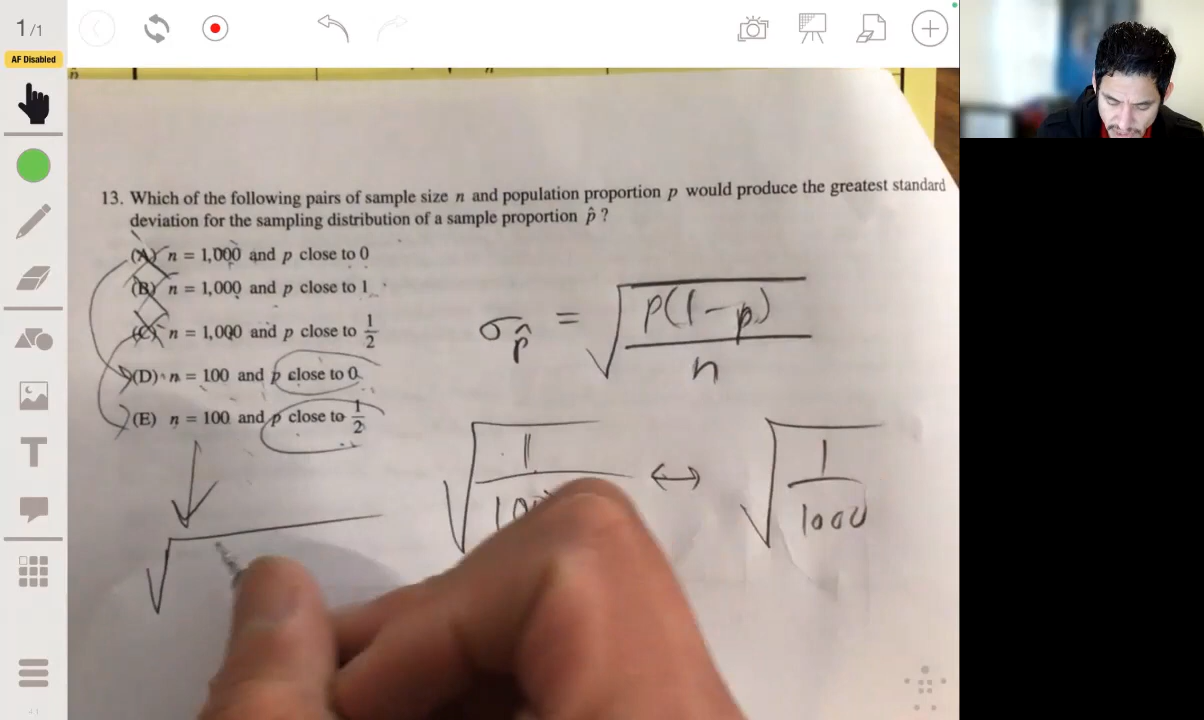 1/1
AF Disabled
13. Which of the following pairs of sample size n and population proportion p would produce the greatest standard
deviation for the sampling distribution of a sample proportion p̂ ?
(A) n = 1,000 and p close to 0
(B) n = 1,000 and p close to 1
(C) n = 1,000 and p close to 1/2
(D) n = 100 and p close to 0
(E) n = 100 and p close to 1/2
σp̂ = √(p(1-p)/n)
↔ √(1/1000)
T